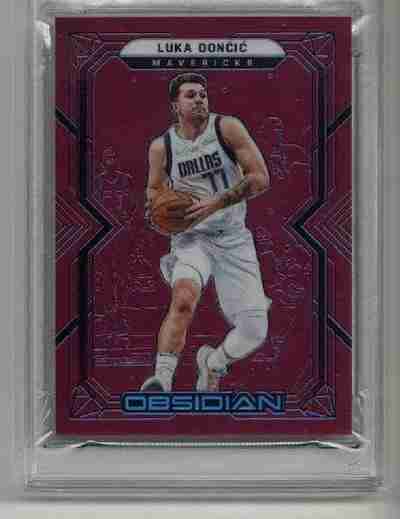 LUKA DONČIĆ
MAVERICKS
DALLAS
77
OBSIDIAN